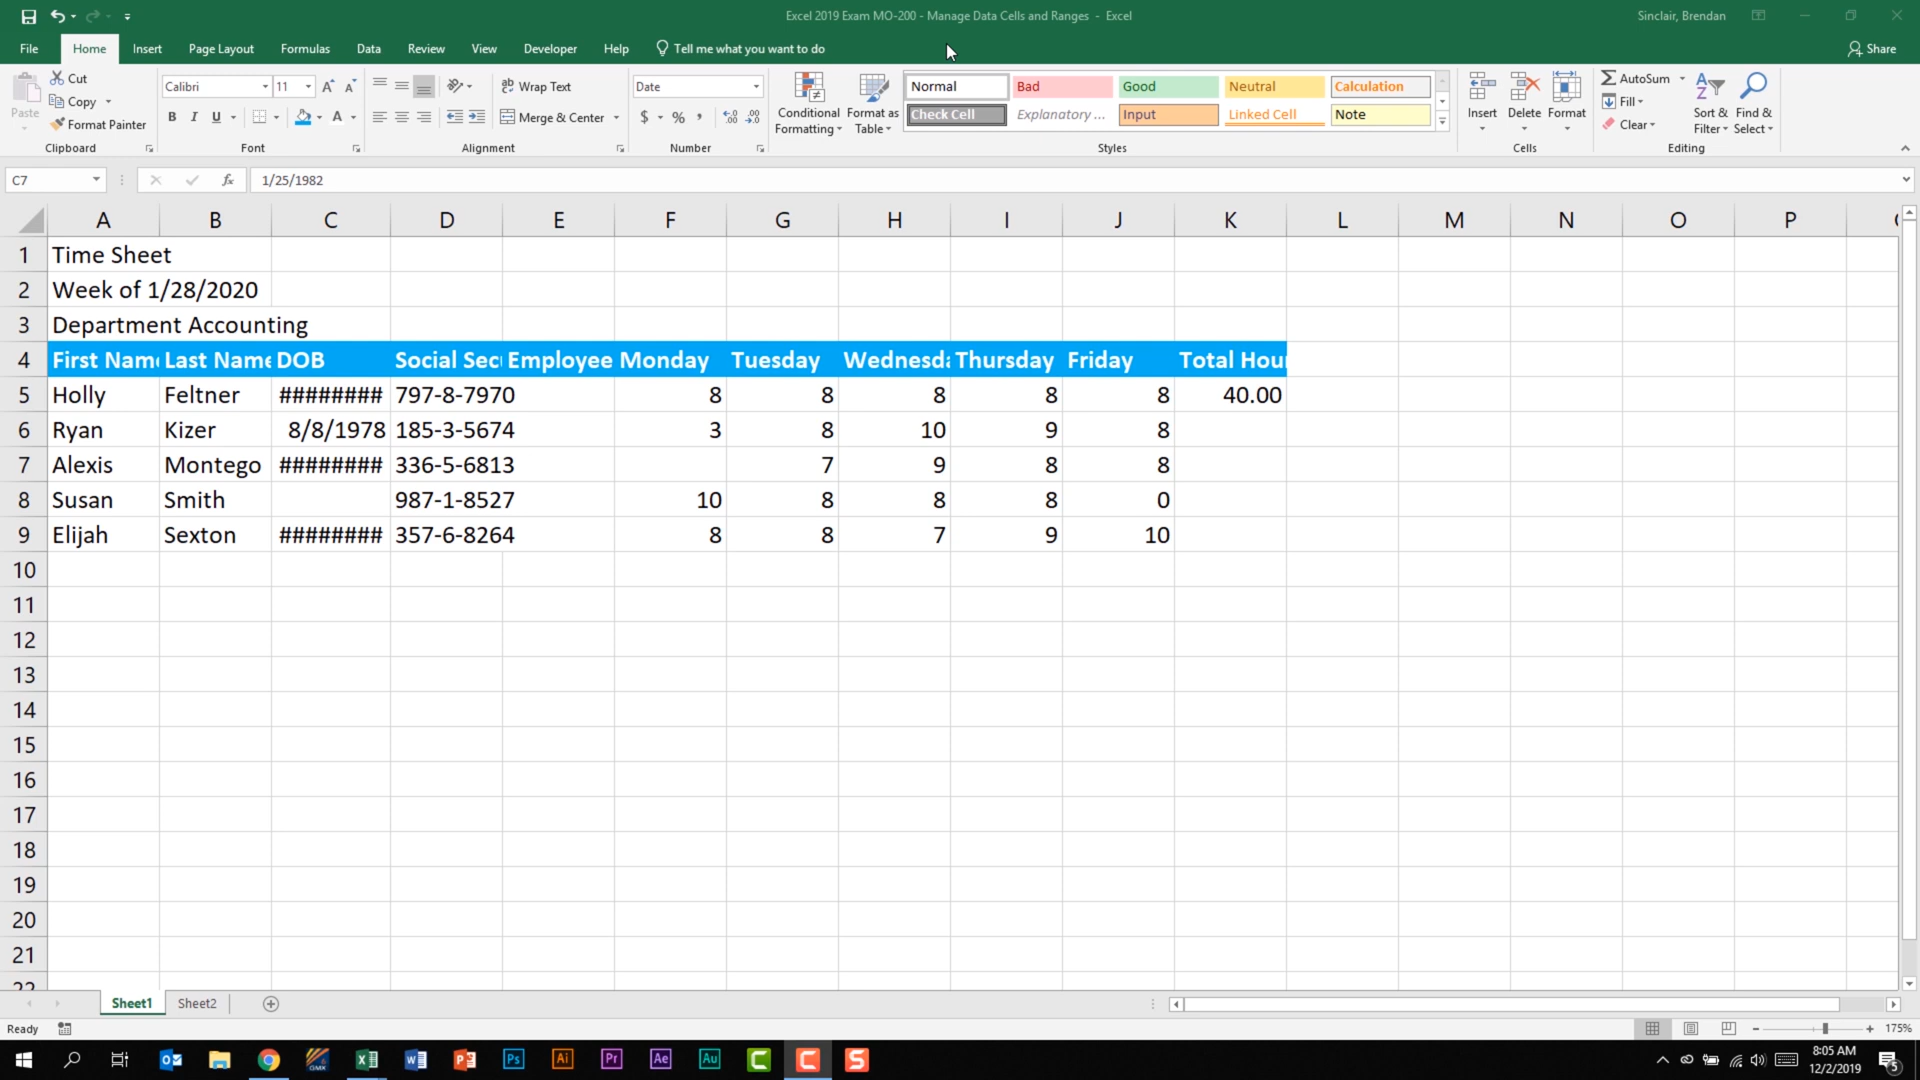 Excel 2019 Exam MO-200 - Manage Data Cells and Ranges - Excel
Sinclair, Brendan
File Home Insert Page Layout Formulas Data Review View Developer Help Tell me what you want to do Share
Paste Cut Copy Format Painter Clipboard
Calibri 11 B I U A Font
Wrap Text Merge & Center Alignment
Date $ % , Number
Conditional Formatting Format as Table
Normal Bad Good Neutral Calculation
Check Cell Explanatory ... Input Linked Cell Note
Styles
Insert Delete Format Cells
AutoSum Fill Clear Sort & Filter Find & Select Editing
C7 fx 1/25/1982
A B C D E F G H I J K L M N O P
1 Time Sheet
2 Week of 1/28/2020
3 Department Accounting
4 First Name Last Name DOB Social Secu Employee Monday Tuesday Wednesda Thursday Friday Total Hour
5 Holly Feltner ######## 797-8-7970 8 8 8 8 8 40.00
6 Ryan Kizer 8/8/1978 185-3-5674 3 8 10 9 8
7 Alexis Montego ######## 336-5-6813 7 9 8 8
8 Susan Smith 987-1-8527 10 8 8 8 0
9 Elijah Sexton ######## 357-6-8264 8 8 7 9 10
10
11
12
13
14
15
16
17
18
19
20
21
22
Sheet1 Sheet2
Ready 175%
8:05 AM
12/2/2019
5